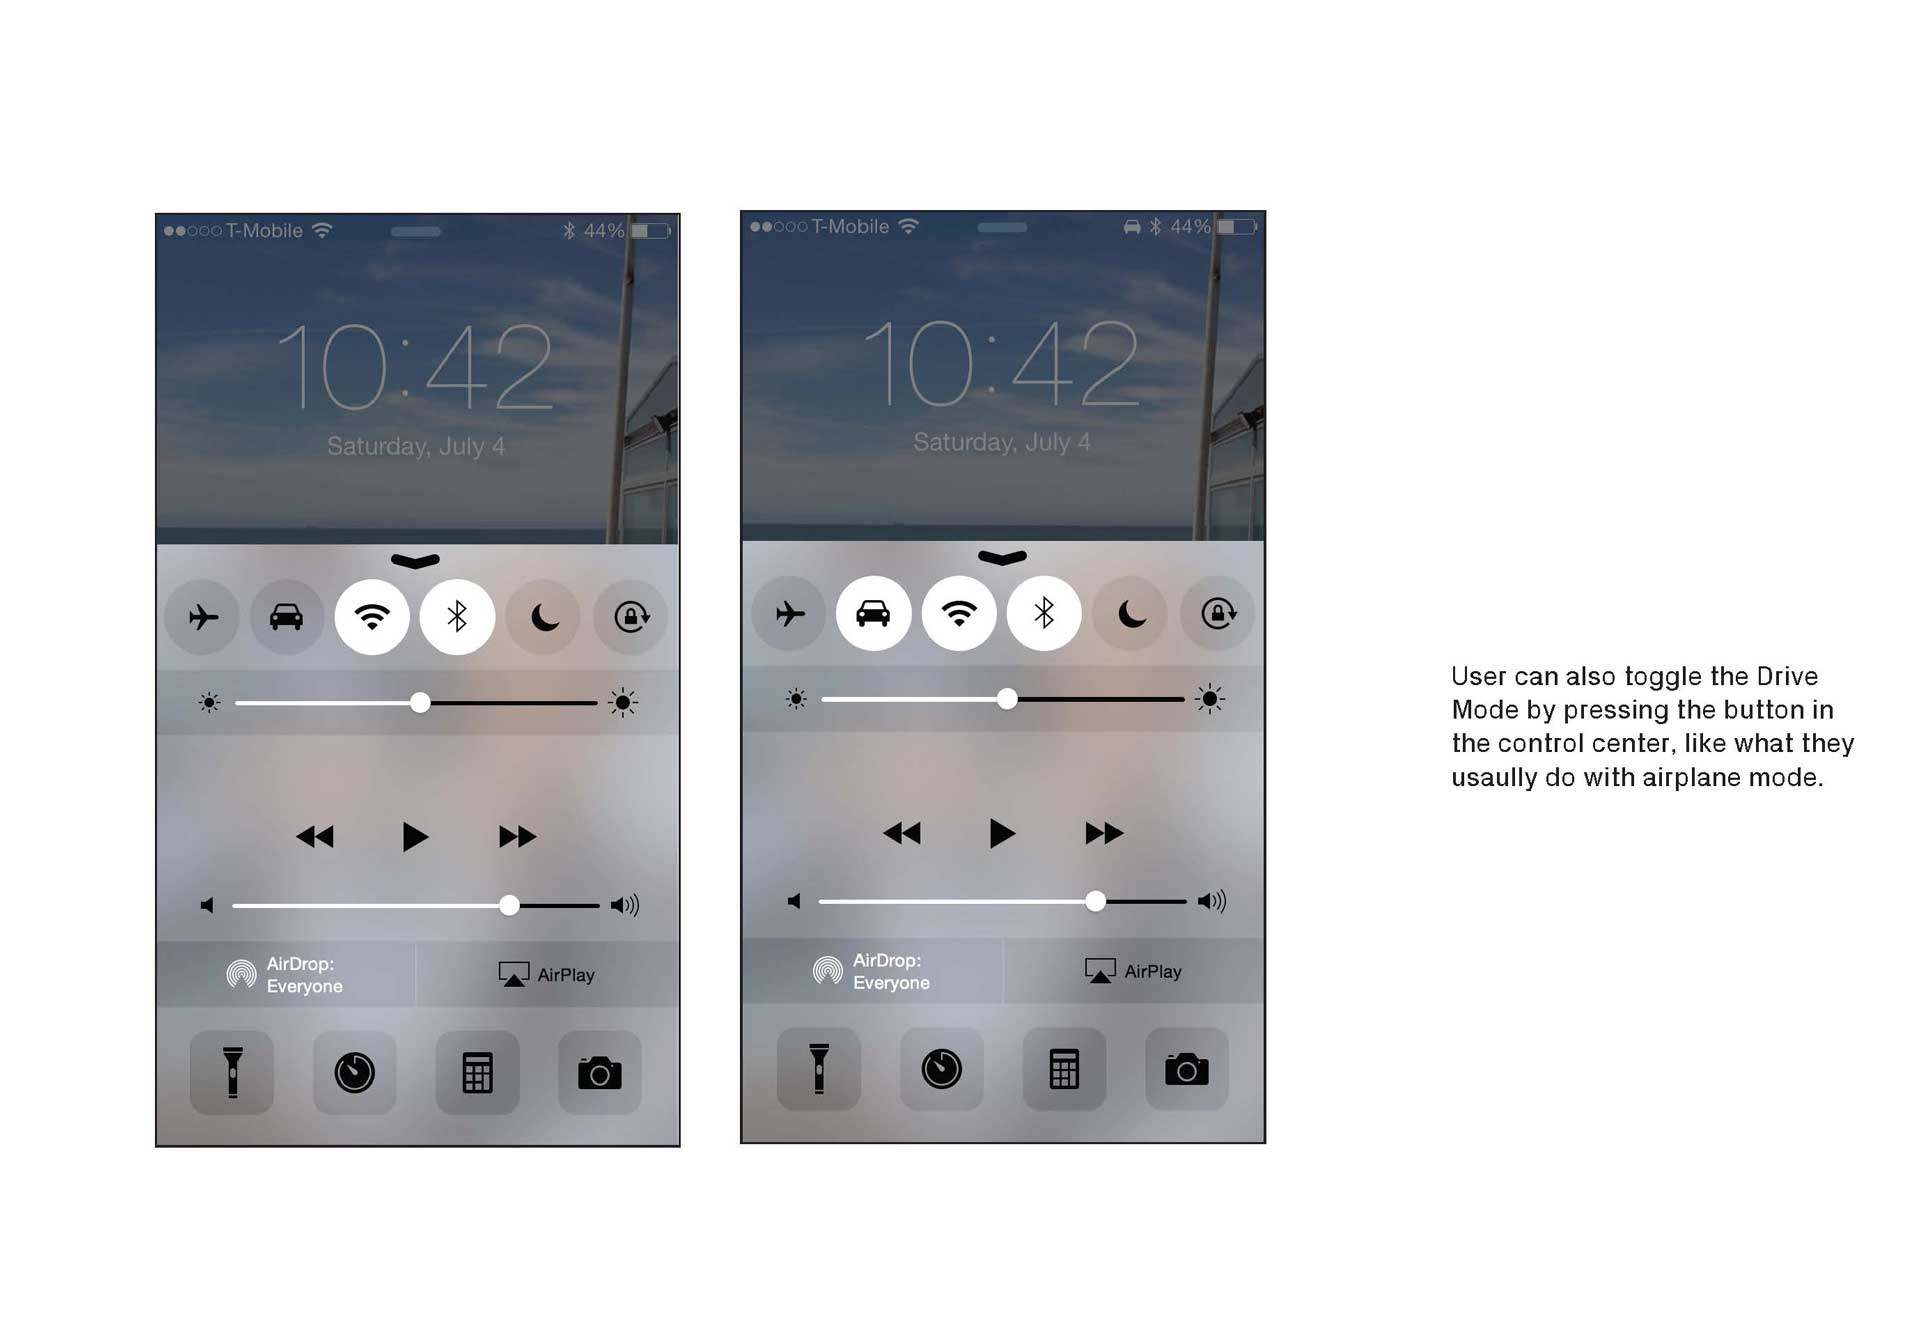 T-Mobile 44%
10:42
Saturday, July 4
AirDrop:
Everyone
AirPlay
T-Mobile 44%
10:42
Saturday, July 4
AirDrop:
Everyone
AirPlay
User can also toggle the Drive
Mode by pressing the button in
the control center, like what they
usaully do with airplane mode.